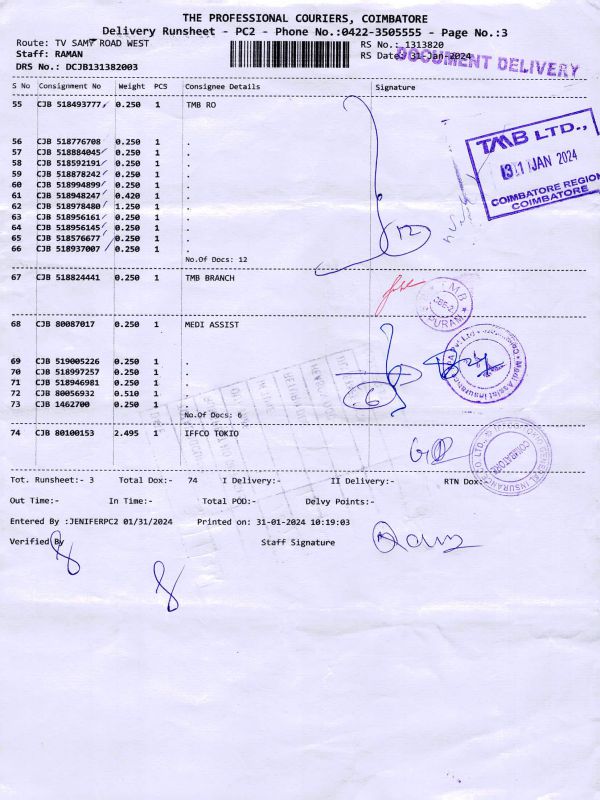 THE PROFESSIONAL COURIERS, COIMBATORE
Delivery Runsheet - PC2 - Phone No.:0422-3505555 - Page No.:3
Route: TV SAMY ROAD WEST RS No.:1313820
Staff: RAMAN RS Date: 31-Jan-2024
DOCUMENT DELIVERY
DRS No.: DCJB131382003
S No Consignment No Weight PCS Consignee Details Signature
55 CJB 518493777 0.250 1 TMB RO
TMB LTD.,
31 JAN 2024
COIMBATORE REGION
COIMBATORE
56 CJB 518776708 0.250 1 .
57 CJB 518884045 0.250 1 .
58 CJB 518592191 0.250 1 .
59 CJB 518878242 0.250 1 .
60 CJB 518994899 0.250 1 .
61 CJB 518948247 0.420 1 .
62 CJB 518978480 1.250 1 .
63 CJB 518956161 0.250 1 .
64 CJB 518956145 0.250 1 .
65 CJB 518576677 0.250 1 .
66 CJB 518937007 0.250 1 .
12
No.Of Docs: 12
67 CJB 518824441 0.250 1 TMB BRANCH
68 CJB 80087017 0.250 1 MEDI ASSIST
69 CJB 519005226 0.250 1 .
70 CJB 518997257 0.250 1 .
71 CJB 518946981 0.250 1 .
72 CJB 80056932 0.510 1 .
73 CJB 1462700 0.250 1 .
6
No.Of Docs: 6
74 CJB 80100153 2.495 1 IFFCO TOKIO
COIMBATORE
Tot. Runsheet:- 3 Total Dox:- 74 I Delivery:- II Delivery:- RTN Dox:-
Out Time:- In Time:- Total POD:- Delvy Points:-
Entered By :JENIFERPC2 01/31/2024 Printed on: 31-01-2024 10:19:03
Verified By Staff Signature